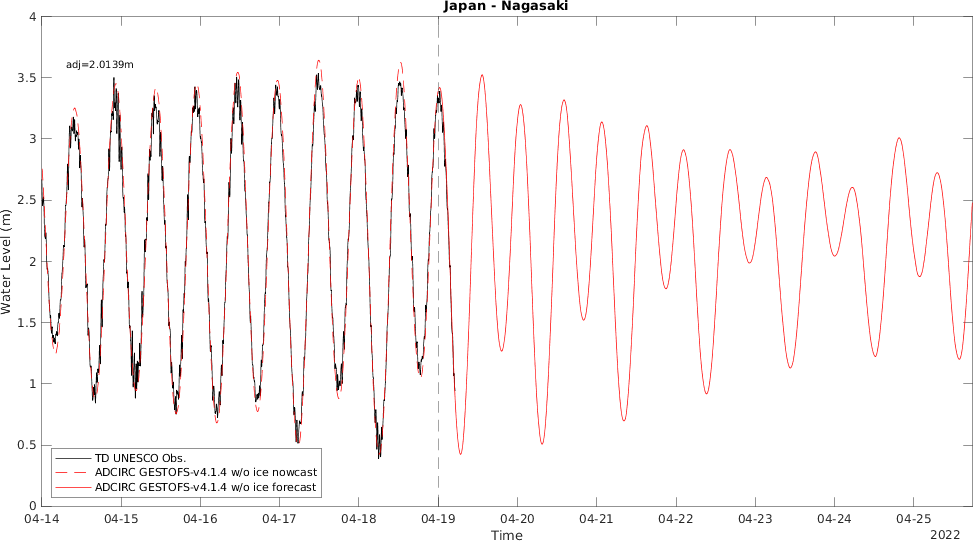 Japan - Nagasaki
adj=2.0139m
4
3.5
3
2.5
2
1.5
1
0.5
0
Water Level (m)
TD UNESCO Obs.
ADCIRC GESTOFS-v4.1.4 w/o ice nowcast
ADCIRC GESTOFS-v4.1.4 w/o ice forecast
04-14 04-15 04-16 04-17 04-18 04-19 04-20 04-21 04-22 04-23 04-24 04-25
Time
2022